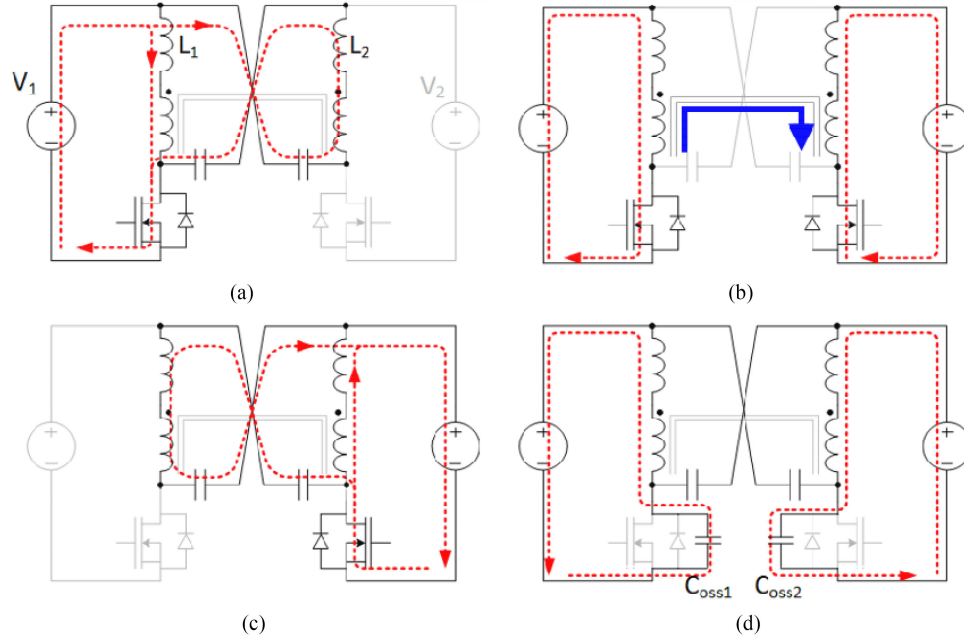 L₁ L₂
V₁ V₂
+ +
− −
(a)
+ +
− −
(b)
+ +
− −
(c)
+ +
− −
Coss1 Coss2
(d)